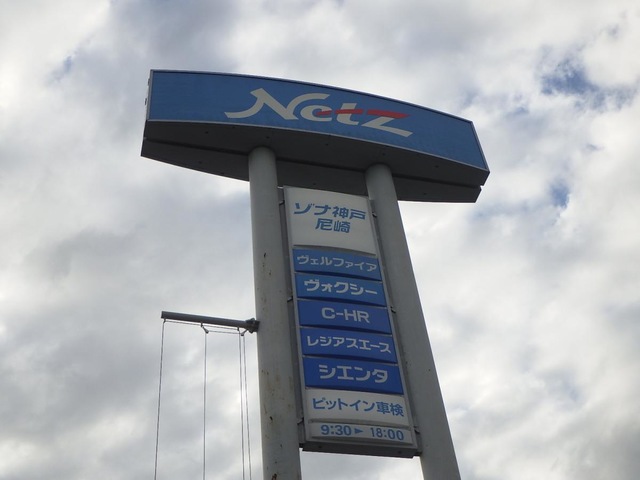 Netz
ゾナ神戸
尼崎
ヴェルファイア
ヴォクシー
C-HR
レジアスエース
シエンタ
ピットイン車検
9:30►18:00